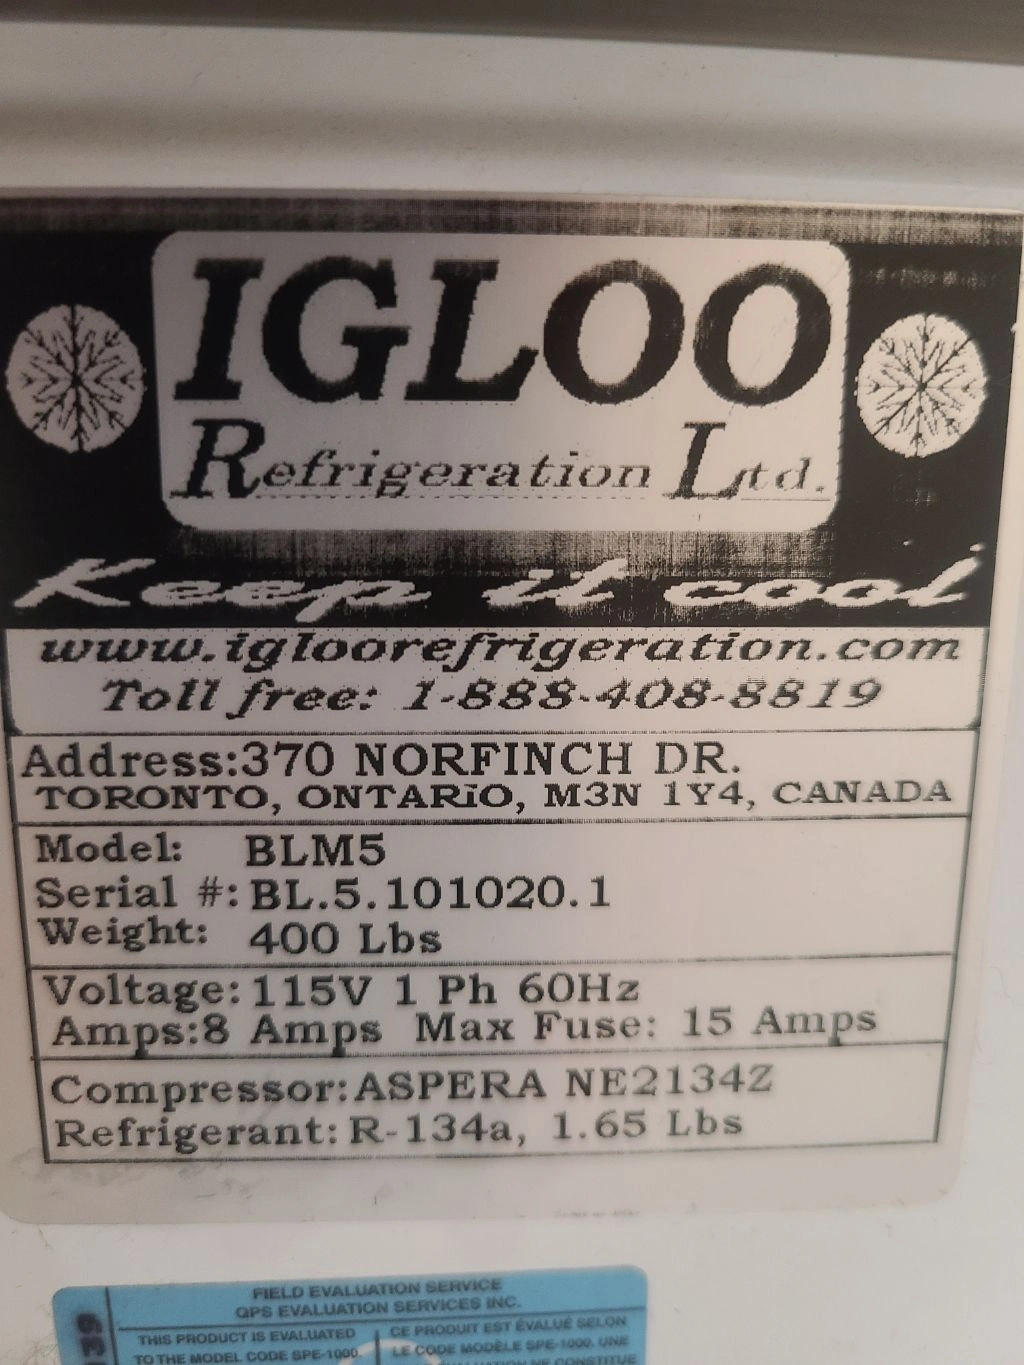 IGLOO
Refrigeration Ltd.
Keep it cool
www.igloorefrigeration.com
Toll free: 1-888-408-8819
Address:370 NORFINCH DR.
TORONTO, ONTARiO, M3N 1Y4, CANADA
Model: BLM5
Serial #: BL.5.101020.1
Weight: 400 Lbs
Voltage: 115V 1 Ph 60Hz
Amps:8 Amps Max Fuse: 15 Amps
Compressor: ASPERA NE2134Z
Refrigerant: R-134a, 1.65 Lbs
FIELD EVALUATION SERVICE
QPS EVALUATION SERVICES INC.
THIS PRODUCT IS EVALUATED
TO THE MODEL CODE SPE-1000.
CE PRODUIT EST ÉVALUÉ SELON
LE CODE MODÈLE SPE-1000. UNE
CONSTITUE